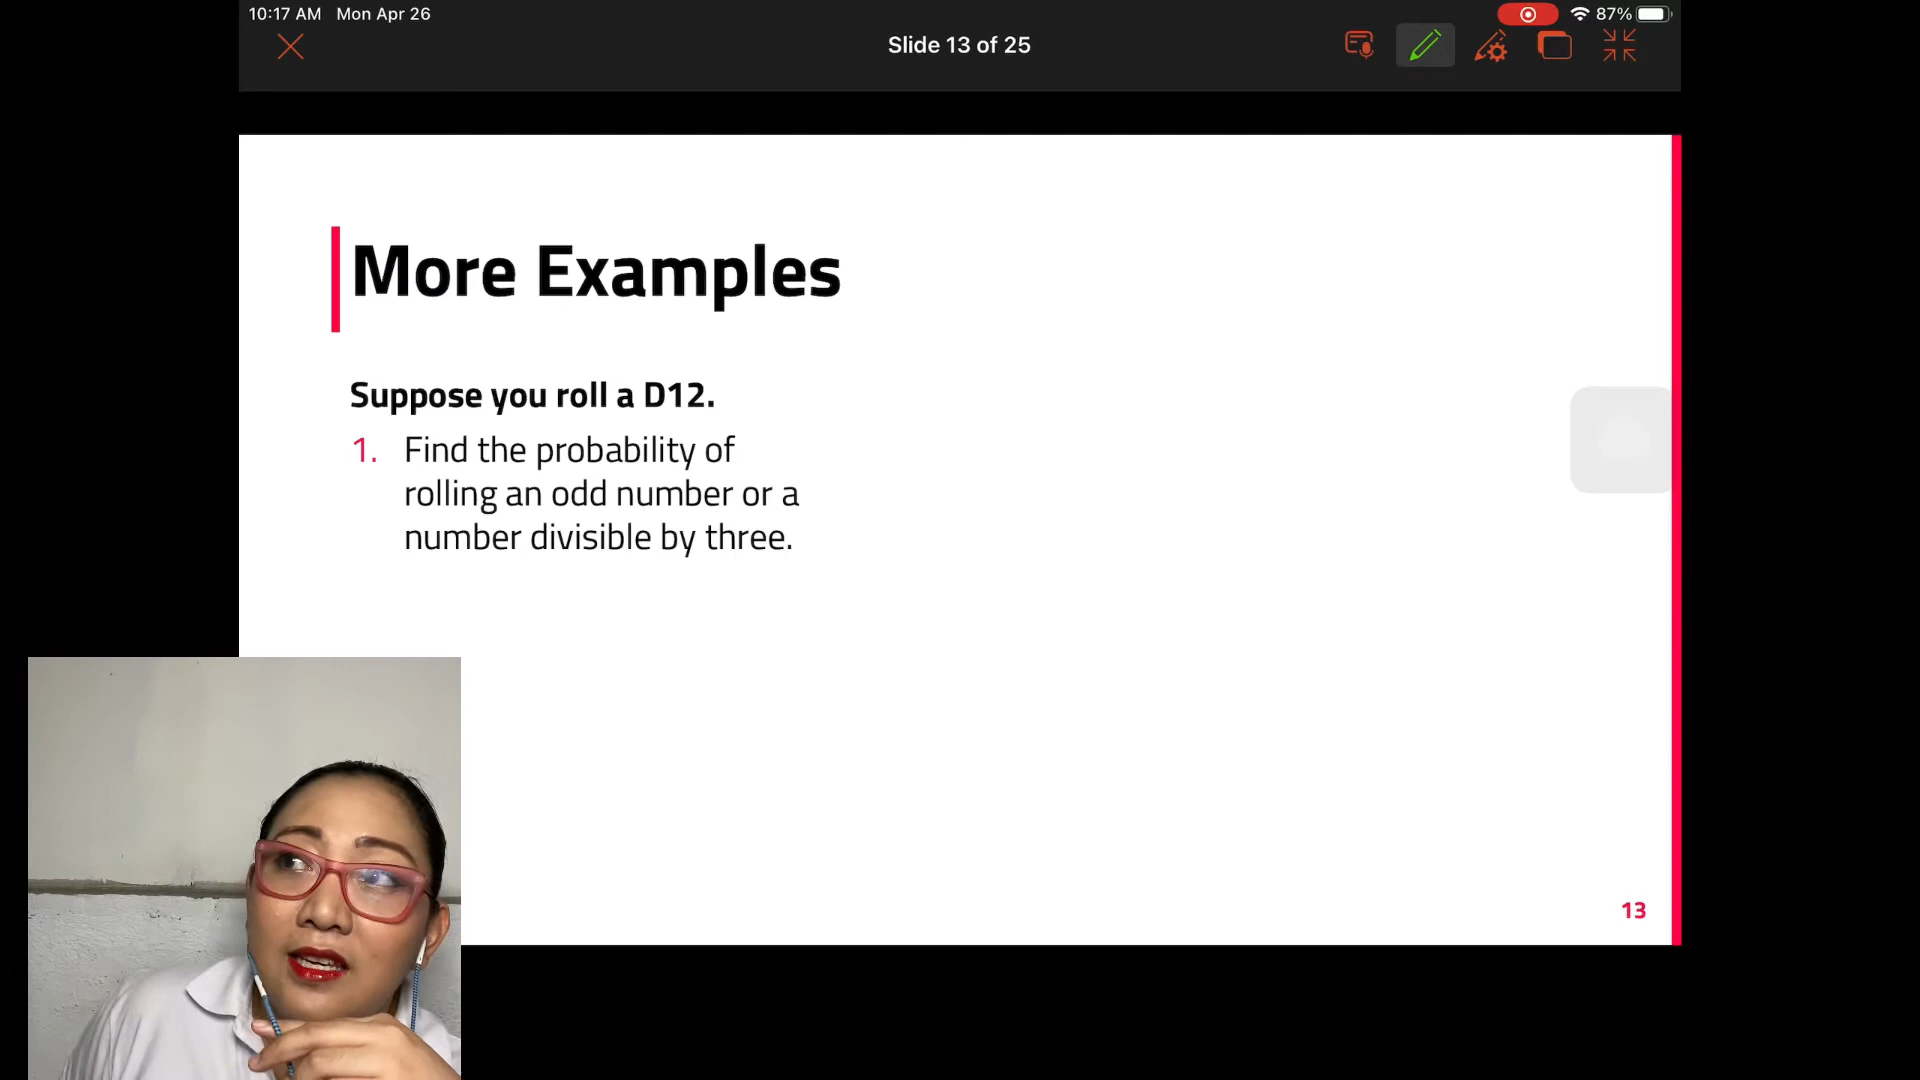 10:17 AM Mon Apr 26
87%
Slide 13 of 25
More Examples
Suppose you roll a D12.
1. Find the probability of
rolling an odd number or a
number divisible by three.
13